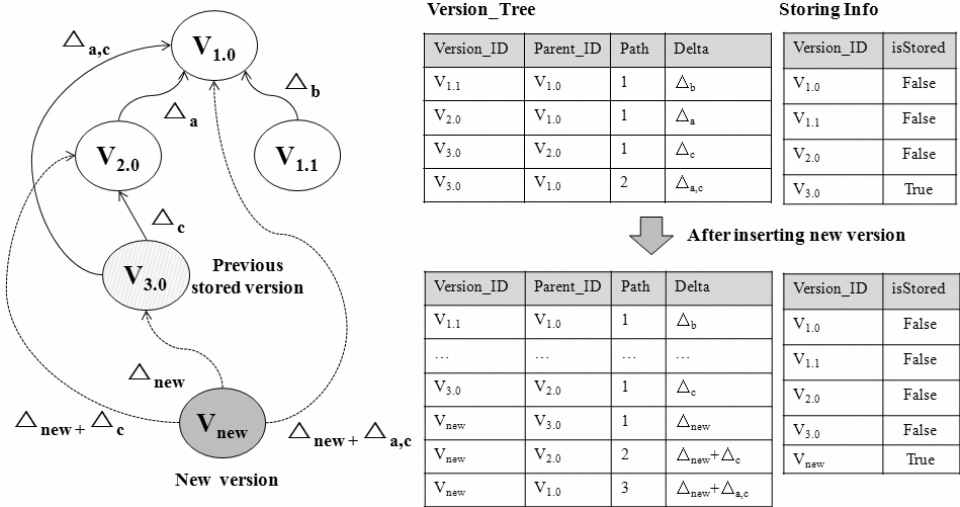 △a,c
V1.0
△a
△b
V2.0
V1.1
△c
V3.0
Previous
stored version
△new
△new + △c
Vnew
△new + △a,c
New version
Version_Tree
Version_ID Parent_ID Path Delta
V1.1 V1.0 1 △b
V2.0 V1.0 1 △a
V3.0 V2.0 1 △c
V3.0 V1.0 2 △a,c
Storing Info
Version_ID isStored
V1.0 False
V1.1 False
V2.0 False
V3.0 True
After inserting new version
Version_ID Parent_ID Path Delta
V1.1 V1.0 1 △b
… … … …
V3.0 V2.0 1 △c
Vnew V3.0 1 △new
Vnew V2.0 2 △new+△c
Vnew V1.0 3 △new+△a,c
Version_ID isStored
V1.0 False
V1.1 False
V2.0 False
V3.0 False
Vnew True